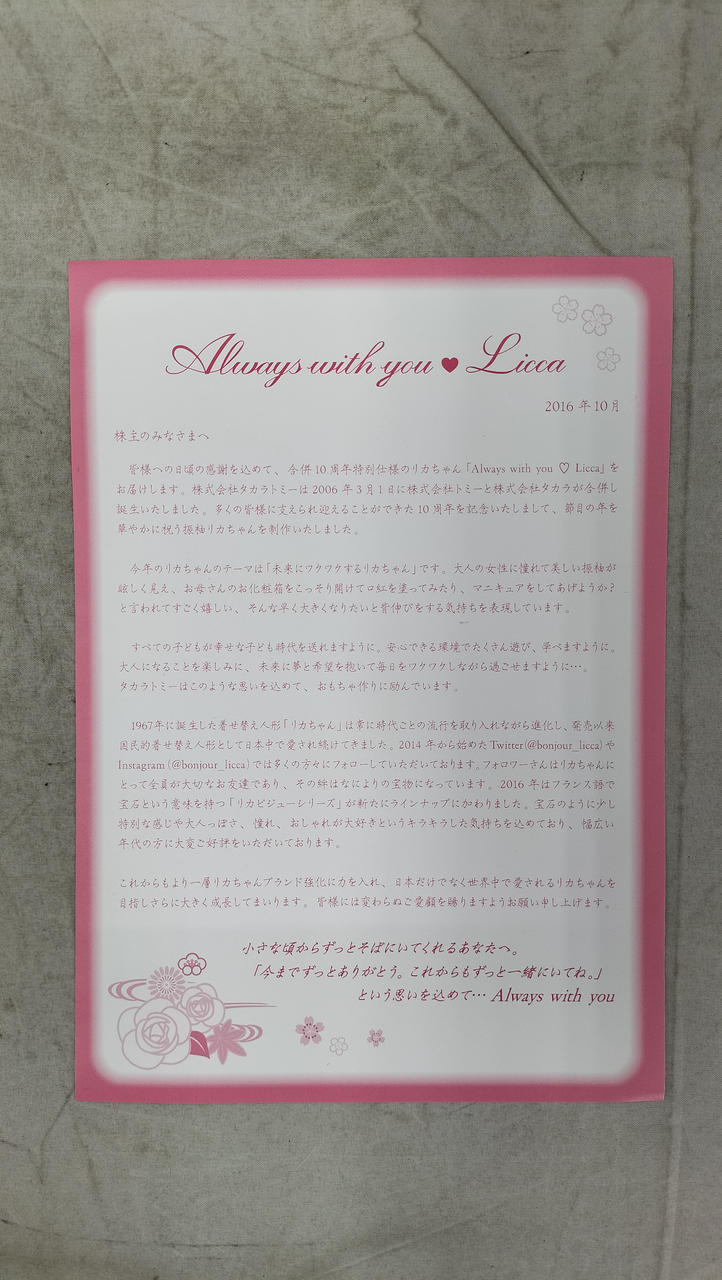 Always with you ♥ Licca
2016 年 10 月
株主のみなさまへ
皆様への日頃の感謝を込めて、合併 10 周年特別仕様のリカちゃん「Always with you ♡ Licca」を
お届けします。株式会社タカラトミーは 2006 年 3 月 1 日に株式会社トミーと株式会社タカラが合併し
誕生いたしました。多くの皆様に支えられ迎えることができた 10 周年を記念いたしまして、節目の年を
華やかに祝う振袖リカちゃんを制作いたしました。
今年のリカちゃんのテーマは「未来にワクワクするリカちゃん」です。大人の女性に憧れて美しい振袖が
眩しく見え、お母さんのお化粧箱をこっそり開けて口紅を塗ってみたり、マニキュアをしてあげようか?
と言われてすごく嬉しい、そんな早く大きくなりたいと背伸びをする気持ちを表現しています。
すべての子どもが幸せな子ども時代を送れますように。安心できる環境でたくさん遊び、学べますように。
大人になることを楽しみに、未来に夢と希望を抱いて毎日をワクワクしながら過ごせますように…。
タカラトミーはこのような思いを込めて、おもちゃ作りに励んでいます。
1967年に誕生した着せ替え人形「リカちゃん」は常に時代ごとの流行を取り入れながら進化し、発売以来
国民的着せ替え人形として日本中で愛され続けてきました。2014 年から始めた Twitter(@bonjour_licca)や
Instagram(@bonjour_licca)では多くの方々にフォローしていただいております。フォロワーさんはリカちゃんに
とって全員が大切なお友達であり、その絆はなによりの宝物になっています。2016 年はフランス語で
宝石という意味を持つ「リカビジューシリーズ」が新たにラインナップに加わりました。宝石のように少し
特別な感じや大人っぽさ、憧れ、おしゃれが大好きというキラキラした気持ちを込めており、幅広い
年代の方に大変ご好評をいただいております。
これからもより一層リカちゃんブランド強化に力を入れ、日本だけでなく世界中で愛されるリカちゃんを
目指しさらに大きく成長してまいります。皆様には変わらぬご愛顧を賜りますようお願い申し上げます。
小さな頃からずっとそばにいてくれるあなたへ。
「今までずっとありがとう。これからもずっと一緒にいてね。」
という思いを込めて… Always with you